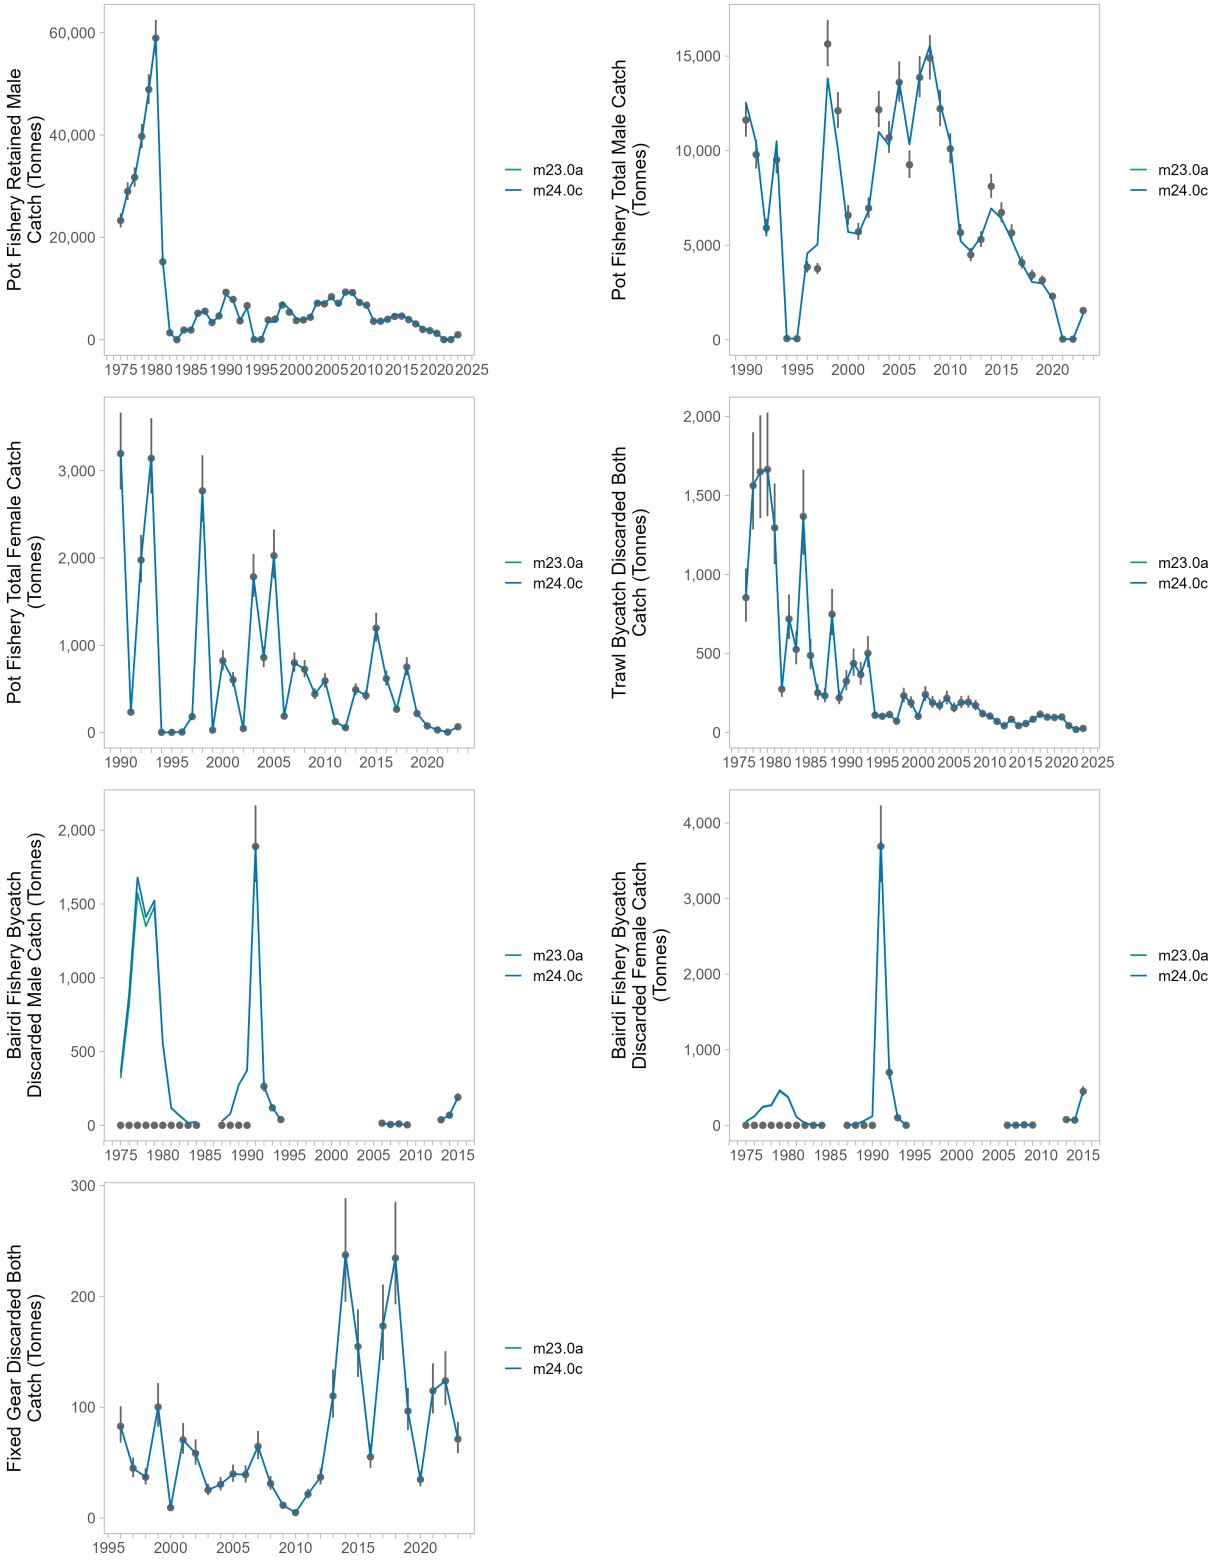 Pot Fishery Retained Male
Catch (Tonnes)
60,000
40,000
20,000
0
1975 1980 1985 1990 1995 2000 2005 2010 2015 2020 2025
m23.0a
m24.0c
Pot Fishery Total Male Catch
(Tonnes)
15,000
10,000
5,000
0
1990 1995 2000 2005 2010 2015 2020
m23.0a
m24.0c
Pot Fishery Total Female Catch
(Tonnes)
3,000
2,000
1,000
0
1990 1995 2000 2005 2010 2015 2020
m23.0a
m24.0c
Trawl Bycatch Discarded Both
Catch (Tonnes)
2,000
1,500
1,000
500
0
1975 1980 1985 1990 1995 2000 2005 2010 2015 2020 2025
m23.0a
m24.0c
Bairdi Fishery Bycatch
Discarded Male Catch (Tonnes)
2,000
1,500
1,000
500
0
1975 1980 1985 1990 1995 2000 2005 2010 2015
m23.0a
m24.0c
Bairdi Fishery Bycatch
Discarded Female Catch
(Tonnes)
4,000
3,000
2,000
1,000
0
1975 1980 1985 1990 1995 2000 2005 2010 2015
m23.0a
m24.0c
Fixed Gear Discarded Both
Catch (Tonnes)
300
200
100
0
1995 2000 2005 2010 2015 2020
m23.0a
m24.0c